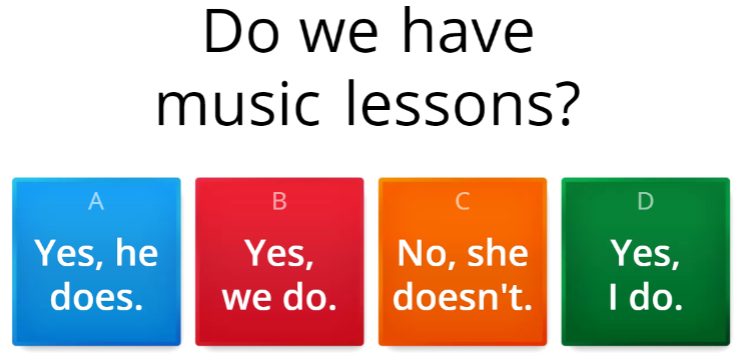 Do we have
music lessons?
A
Yes, he
does.
B
Yes,
we do.
C
No, she
doesn't.
D
Yes,
I do.